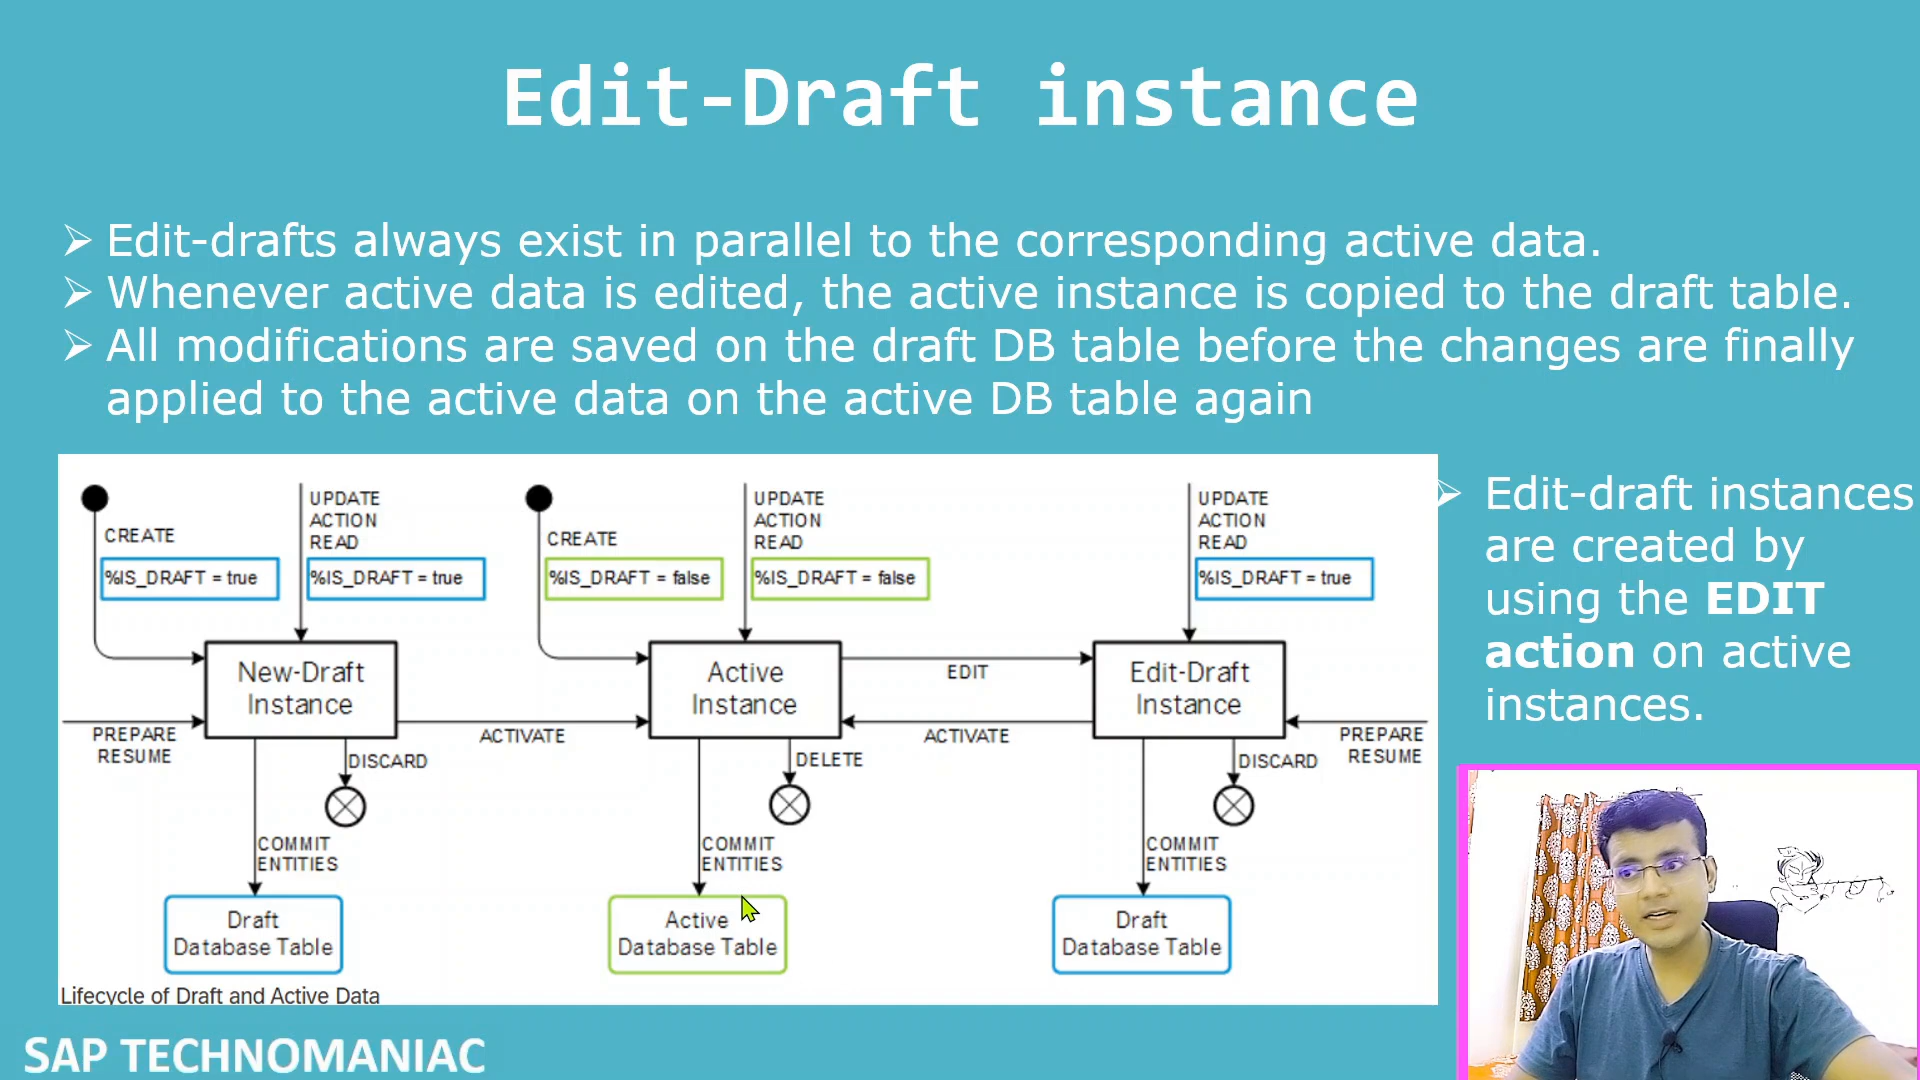 Edit-Draft instance
➢ Edit-drafts always exist in parallel to the corresponding active data.
➢ Whenever active data is edited, the active instance is copied to the draft table.
➢ All modifications are saved on the draft DB table before the changes are finally
applied to the active data on the active DB table again
➢ Edit-draft instances
are created by
using the EDIT
action on active
instances.
CREATE
%IS_DRAFT = true
UPDATE
ACTION
READ
%IS_DRAFT = true
CREATE
%IS_DRAFT = false
UPDATE
ACTION
READ
%IS_DRAFT = false
UPDATE
ACTION
READ
%IS_DRAFT = true
New-Draft
Instance
Active
Instance
Edit-Draft
Instance
EDIT
PREPARE
RESUME
ACTIVATE
ACTIVATE
PREPARE
RESUME
DISCARD
DELETE
DISCARD
COMMIT
ENTITIES
COMMIT
ENTITIES
COMMIT
ENTITIES
Draft
Database Table
Active
Database Table
Draft
Database Table
Lifecycle of Draft and Active Data
SAP TECHNOMANIAC